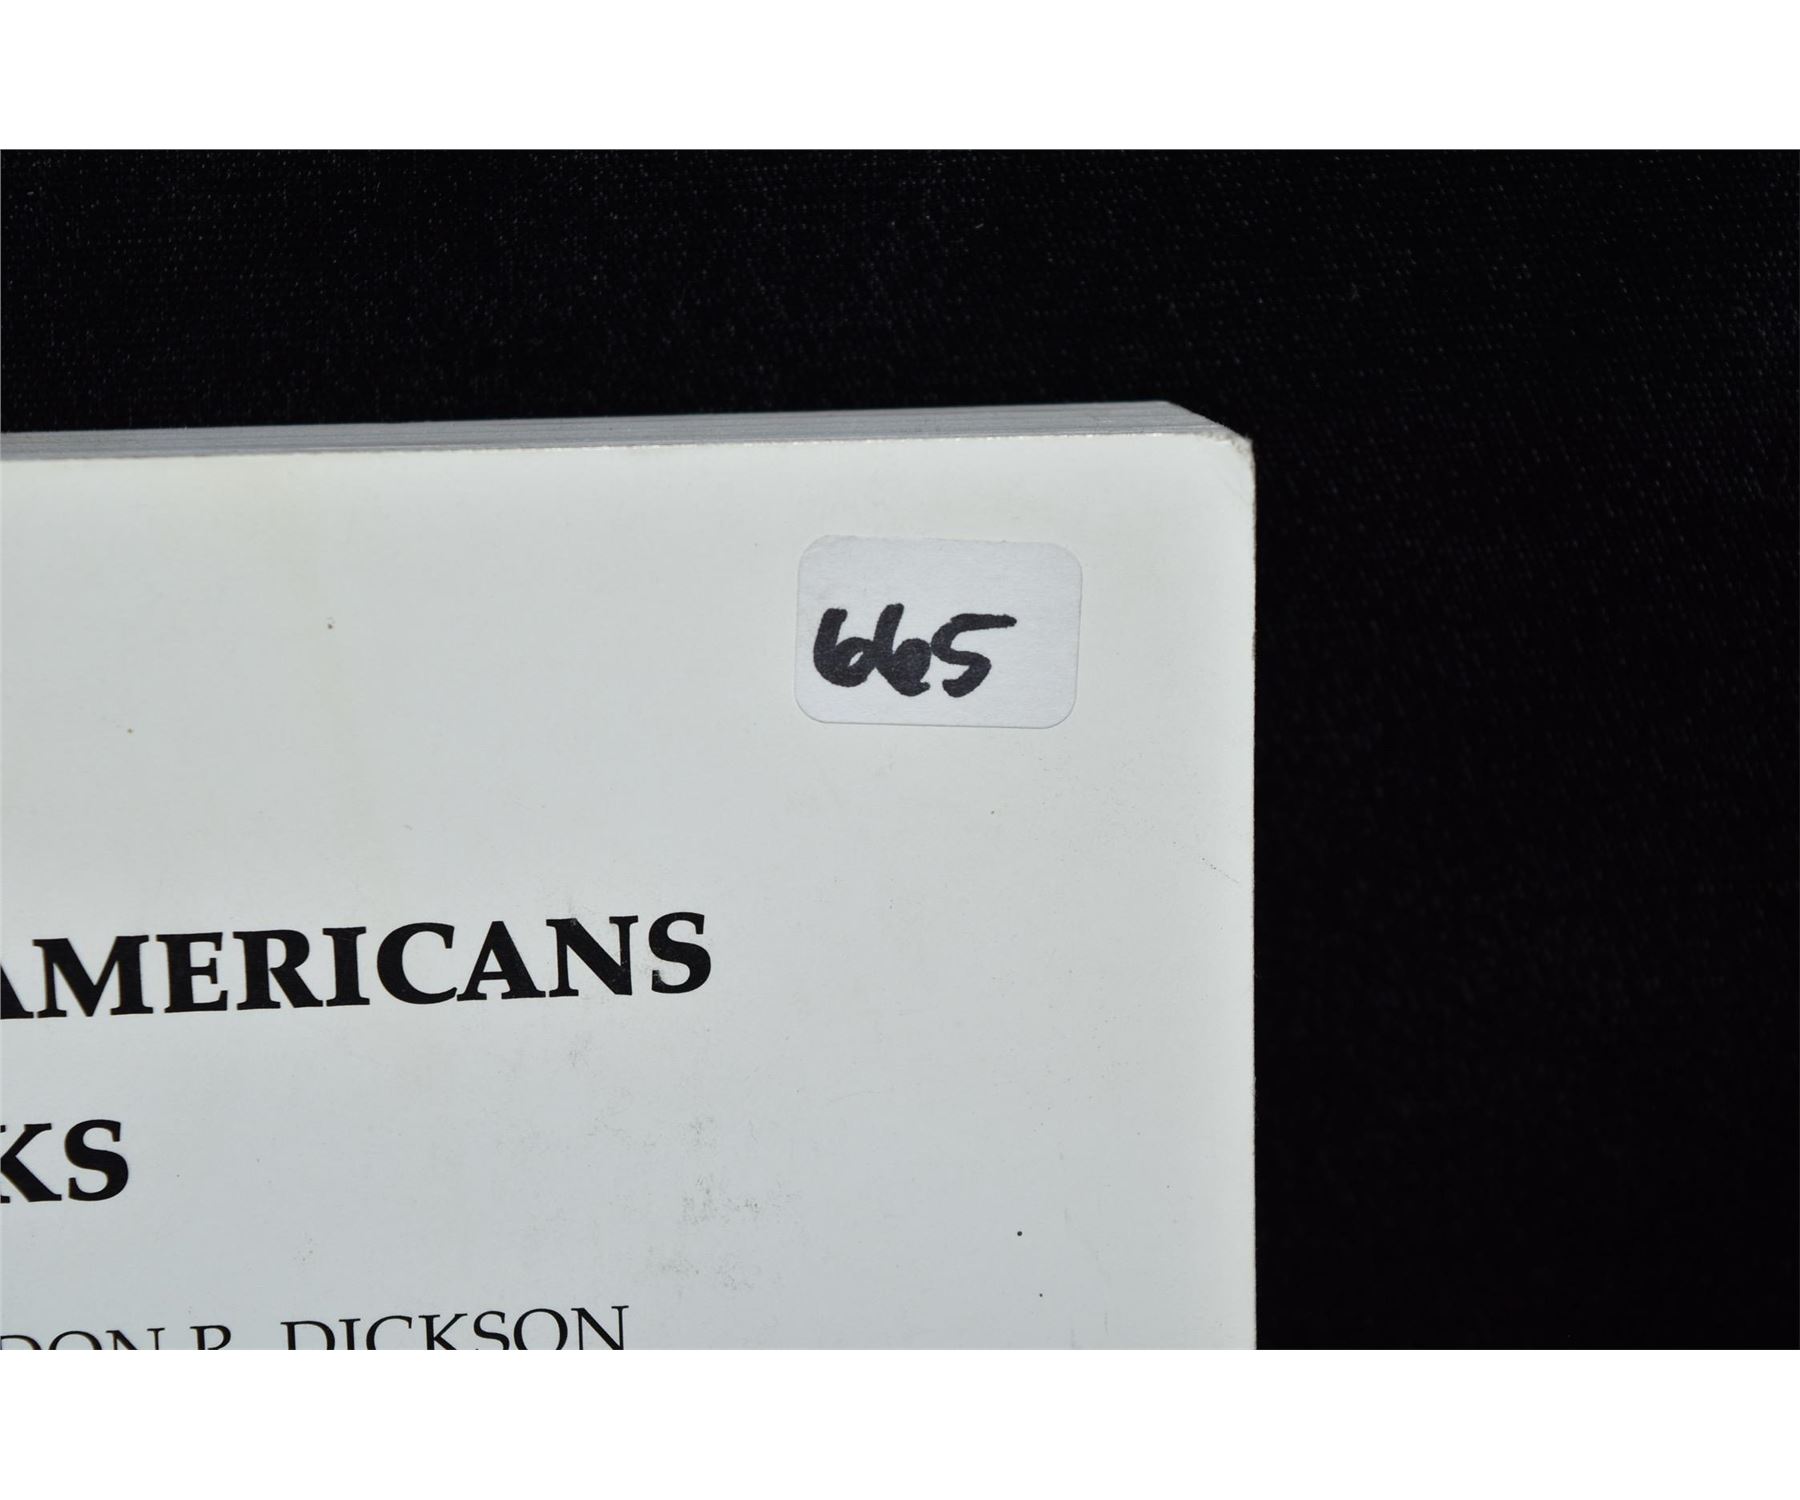 665
AMERICANS
KS
DON R. DICKSON